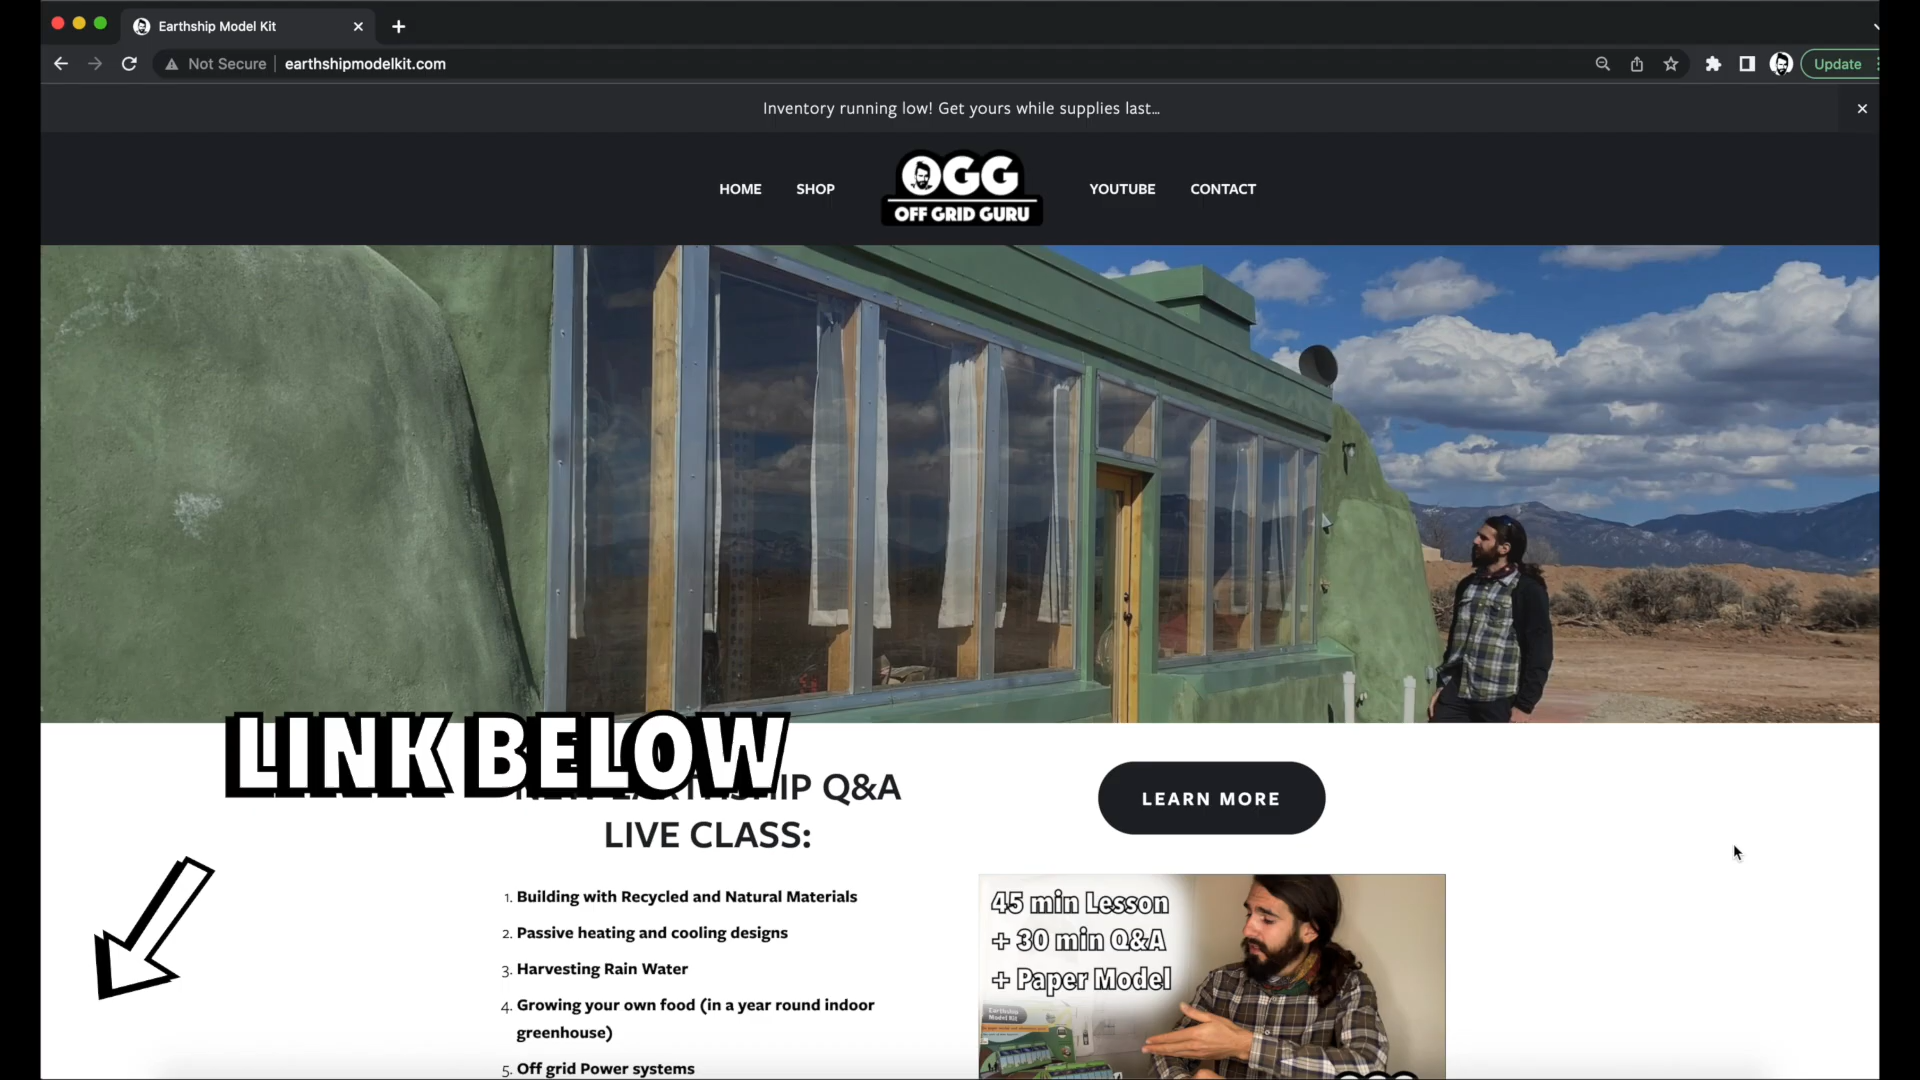 Earthship Model Kit
Not Secure
earthshipmodelkit.com
Update
Inventory running low! Get yours while supplies last...
HOME
SHOP
OGG
OFF GRID GURU
YOUTUBE
CONTACT
LINK BELOW
Q&A
LIVE CLASS:
LEARN MORE
1. Building with Recycled and Natural Materials
2. Passive heating and cooling designs
3. Harvesting Rain Water
4. Growing your own food (in a year round indoor
greenhouse)
5. Off grid Power systems
45 min Lesson
+ 30 min Q&A
+ Paper Model
Earthship
Model Kit